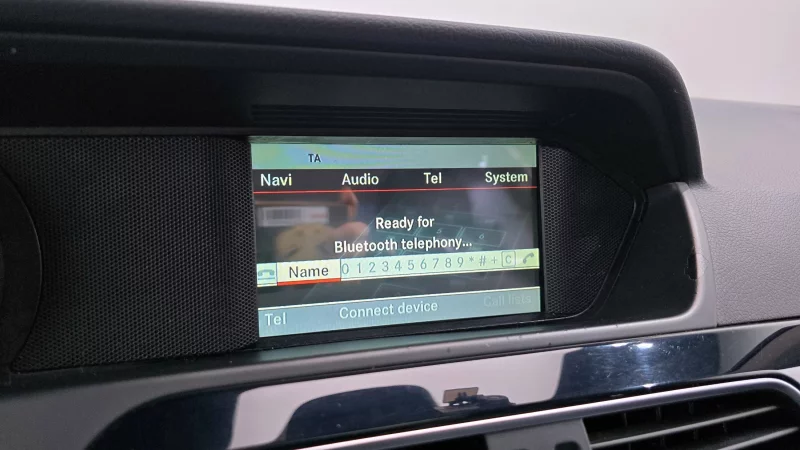 TA
Navi Audio Tel System
Ready for
Bluetooth telephony...
Name 0 1 2 3 4 5 6 7 8 9 * # + C
Tel Connect device Call lists